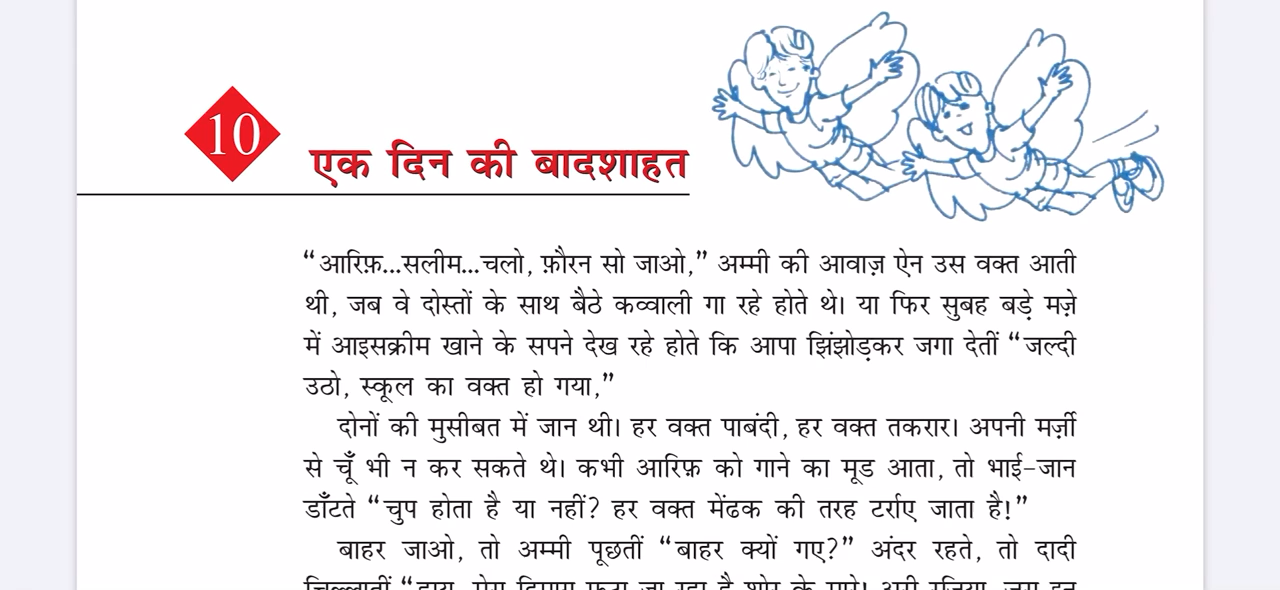 10
एक दिन की बादशाहत
“आरिफ़...सलीम...चलो, फ़ौरन सो जाओ,” अम्मी की आवाज़ ऐन उस वक्त आती
थी, जब वे दोस्तों के साथ बैठे कव्वाली गा रहे होते थे। या फिर सुबह बड़े मज़े
में आइसक्रीम खाने के सपने देख रहे होते कि आपा झिंझोड़कर जगा देतीं “जल्दी
उठो, स्कूल का वक्त हो गया,”
दोनों की मुसीबत में जान थी। हर वक्त पाबंदी, हर वक्त तकरार। अपनी मर्ज़ी
से चूँ भी न कर सकते थे। कभी आरिफ़ को गाने का मूड आता, तो भाई-जान
डाँटते “चुप होता है या नहीं? हर वक्त मेंढक की तरह टर्राए जाता है!”
बाहर जाओ, तो अम्मी पूछतीं “बाहर क्यों गए?” अंदर रहते, तो दादी